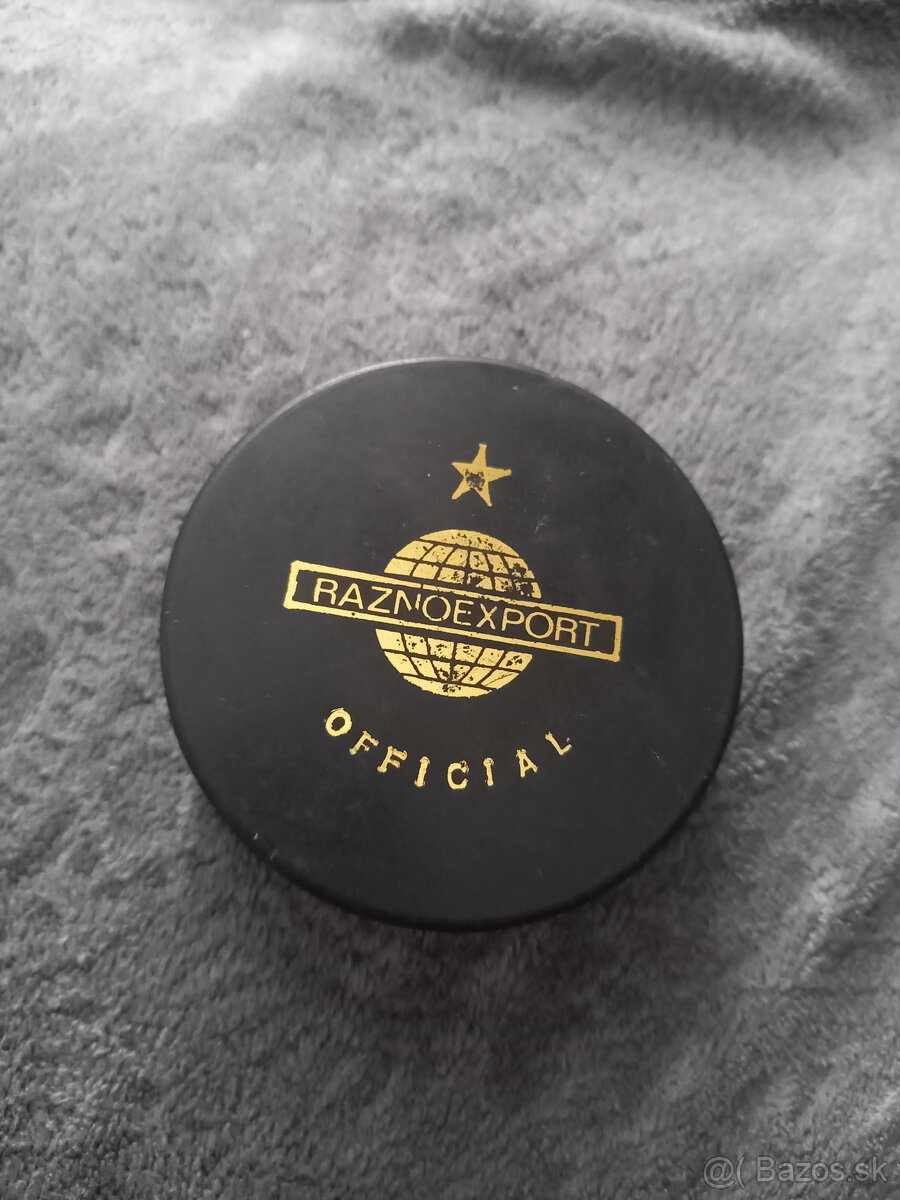 RAZNOEXPORT
OFFICIAL
@( Bazos.sk